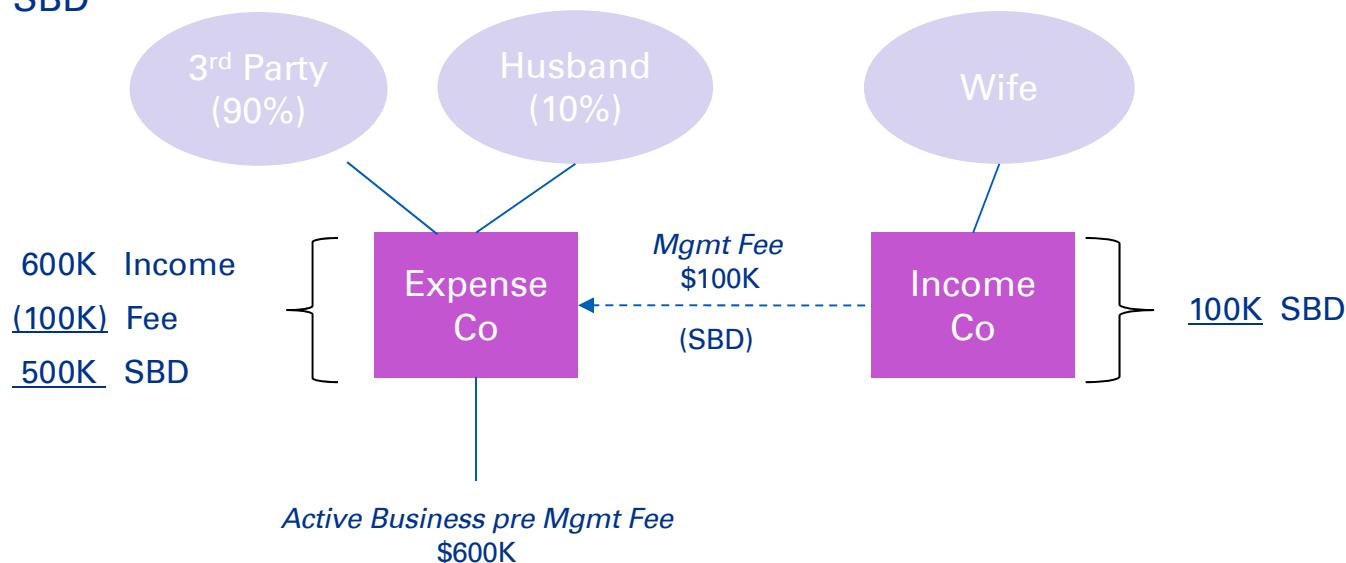 SBD
3rd Party
(90%)
Husband
(10%)
Wife
600K Income
(100K) Fee
500K SBD
Expense
Co
Mgmt Fee
$100K
(SBD)
Income
Co
100K SBD
Active Business pre Mgmt Fee
$600K